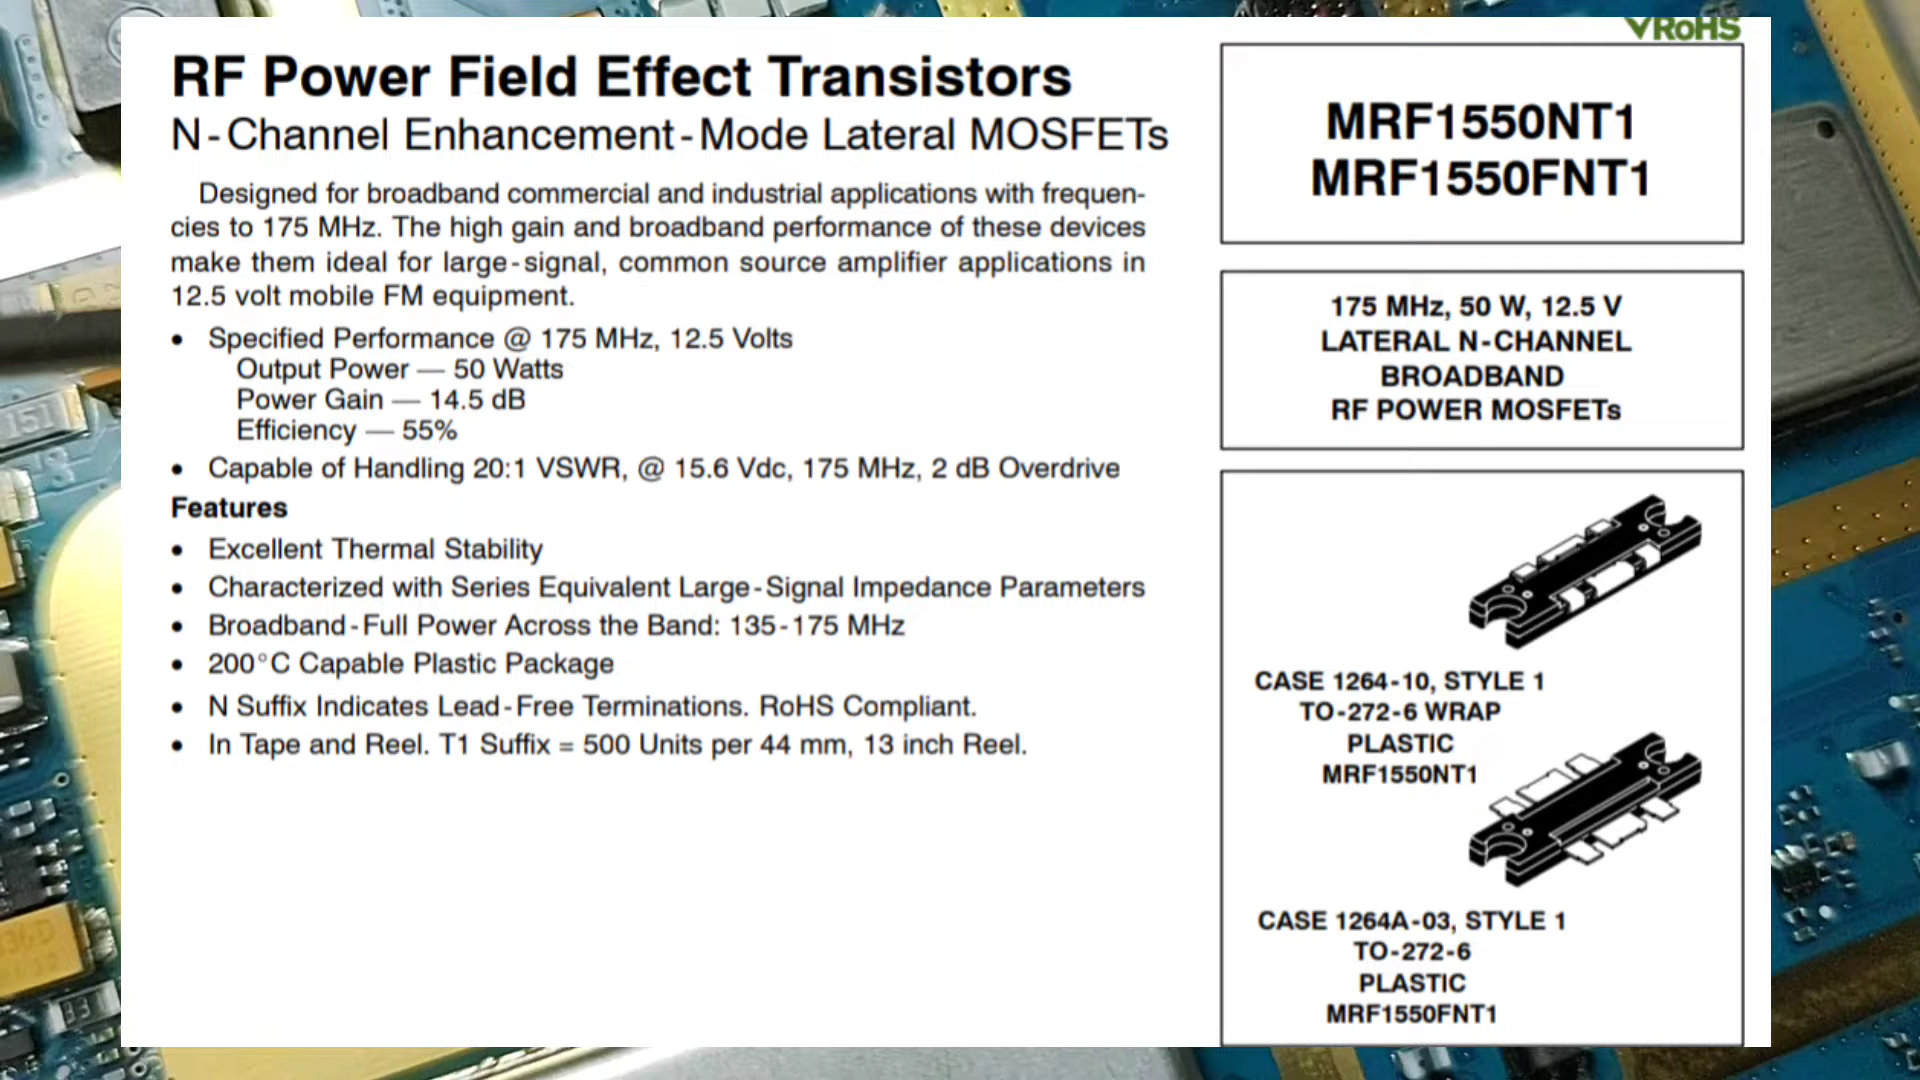 RoHS
RF Power Field Effect Transistors
N-Channel Enhancement-Mode Lateral MOSFETs
Designed for broadband commercial and industrial applications with frequen-
cies to 175 MHz. The high gain and broadband performance of these devices
make them ideal for large-signal, common source amplifier applications in
12.5 volt mobile FM equipment.
• Specified Performance @ 175 MHz, 12.5 Volts
Output Power — 50 Watts
Power Gain — 14.5 dB
Efficiency — 55%
• Capable of Handling 20:1 VSWR, @ 15.6 Vdc, 175 MHz, 2 dB Overdrive
Features
• Excellent Thermal Stability
• Characterized with Series Equivalent Large-Signal Impedance Parameters
• Broadband-Full Power Across the Band: 135-175 MHz
• 200°C Capable Plastic Package
• N Suffix Indicates Lead-Free Terminations. RoHS Compliant.
• In Tape and Reel. T1 Suffix = 500 Units per 44 mm, 13 inch Reel.
MRF1550NT1
MRF1550FNT1
175 MHz, 50 W, 12.5 V
LATERAL N-CHANNEL
BROADBAND
RF POWER MOSFETs
CASE 1264-10, STYLE 1
TO-272-6 WRAP
PLASTIC
MRF1550NT1
CASE 1264A-03, STYLE 1
TO-272-6
PLASTIC
MRF1550FNT1
151